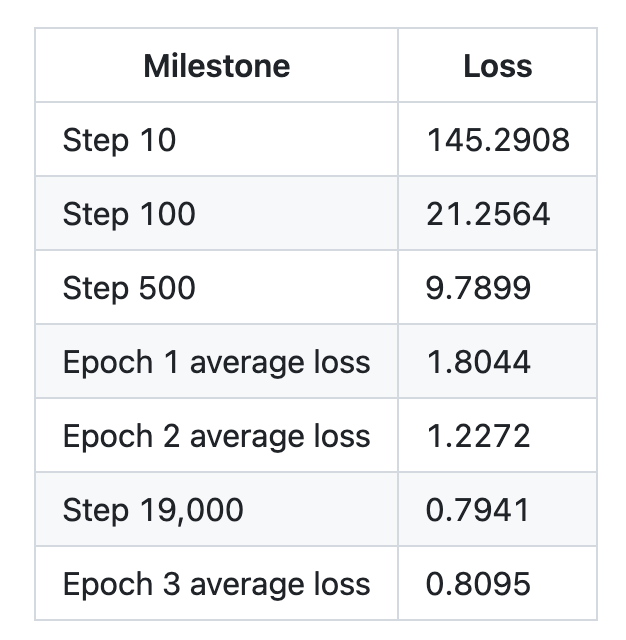 Milestone Loss
Step 10 145.2908
Step 100 21.2564
Step 500 9.7899
Epoch 1 average loss 1.8044
Epoch 2 average loss 1.2272
Step 19,000 0.7941
Epoch 3 average loss 0.8095